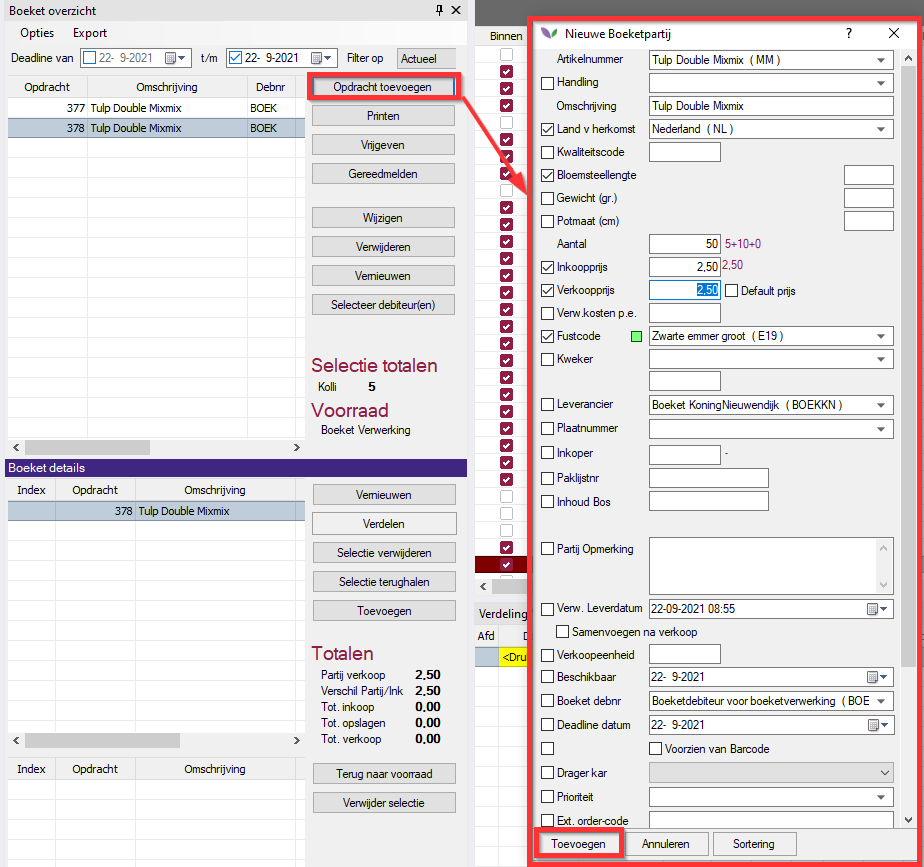 Boeket overzicht
Opties Export
Deadline van 22- 9-2021 t/m 22- 9-2021 Filter op Actueel
Opdracht Omschrijving Debnr
377 Tulp Double Mixmix BOEK
378 Tulp Double Mixmix BOEK
Opdracht toevoegen
Printen
Vrijgeven
Gereedmelden
Wijzigen
Verwijderen
Vernieuwen
Selecteer debiteur(en)
Selectie totalen
Kolli 5
Voorraad
Boeket Verwerking
Boeket details
Index Opdracht Omschrijving
378 Tulp Double Mixmix
Vernieuwen
Verdelen
Selectie verwijderen
Selectie terughalen
Toevoegen
Totalen
Partij verkoop 2,50
Verschil Partij/Ink 2,50
Tot. inkoop 0,00
Tot. opslagen 0,00
Tot. verkoop 0,00
Index Opdracht Omschrijving
Terug naar voorraad
Verwijder selectie
Binnen
Verdeling
Afd
<Dru
Nieuwe Boeketpartij ?
Artikelnummer Tulp Double Mixmix ( MM )
Handling
Omschrijving Tulp Double Mixmix
Land v herkomst Nederland ( NL )
Kwaliteitscode
Bloemsteellengte
Gewicht (gr.)
Potmaat (cm)
Aantal 50 5+10+0
Inkoopprijs 2,50 2,50
Verkoopprijs 2,50 Default prijs
Verw.kosten p.e.
Fustcode Zwarte emmer groot ( E19 )
Kweker
Leverancier Boeket KoningNieuwendijk ( BOEKKN )
Plaatnummer
Inkoper -
Paklijstnr
Inhoud Bos
Partij Opmerking
Verw. Leverdatum 22-09-2021 08:55
Samenvoegen na verkoop
Verkoopeenheid
Beschikbaar 22- 9-2021
Boeket debnr Boeketdebiteur voor boeketverwerking ( BOE
Deadline datum 22- 9-2021
Voorzien van Barcode
Drager kar
Prioriteit
Ext. order-code
Toevoegen Annuleren Sortering